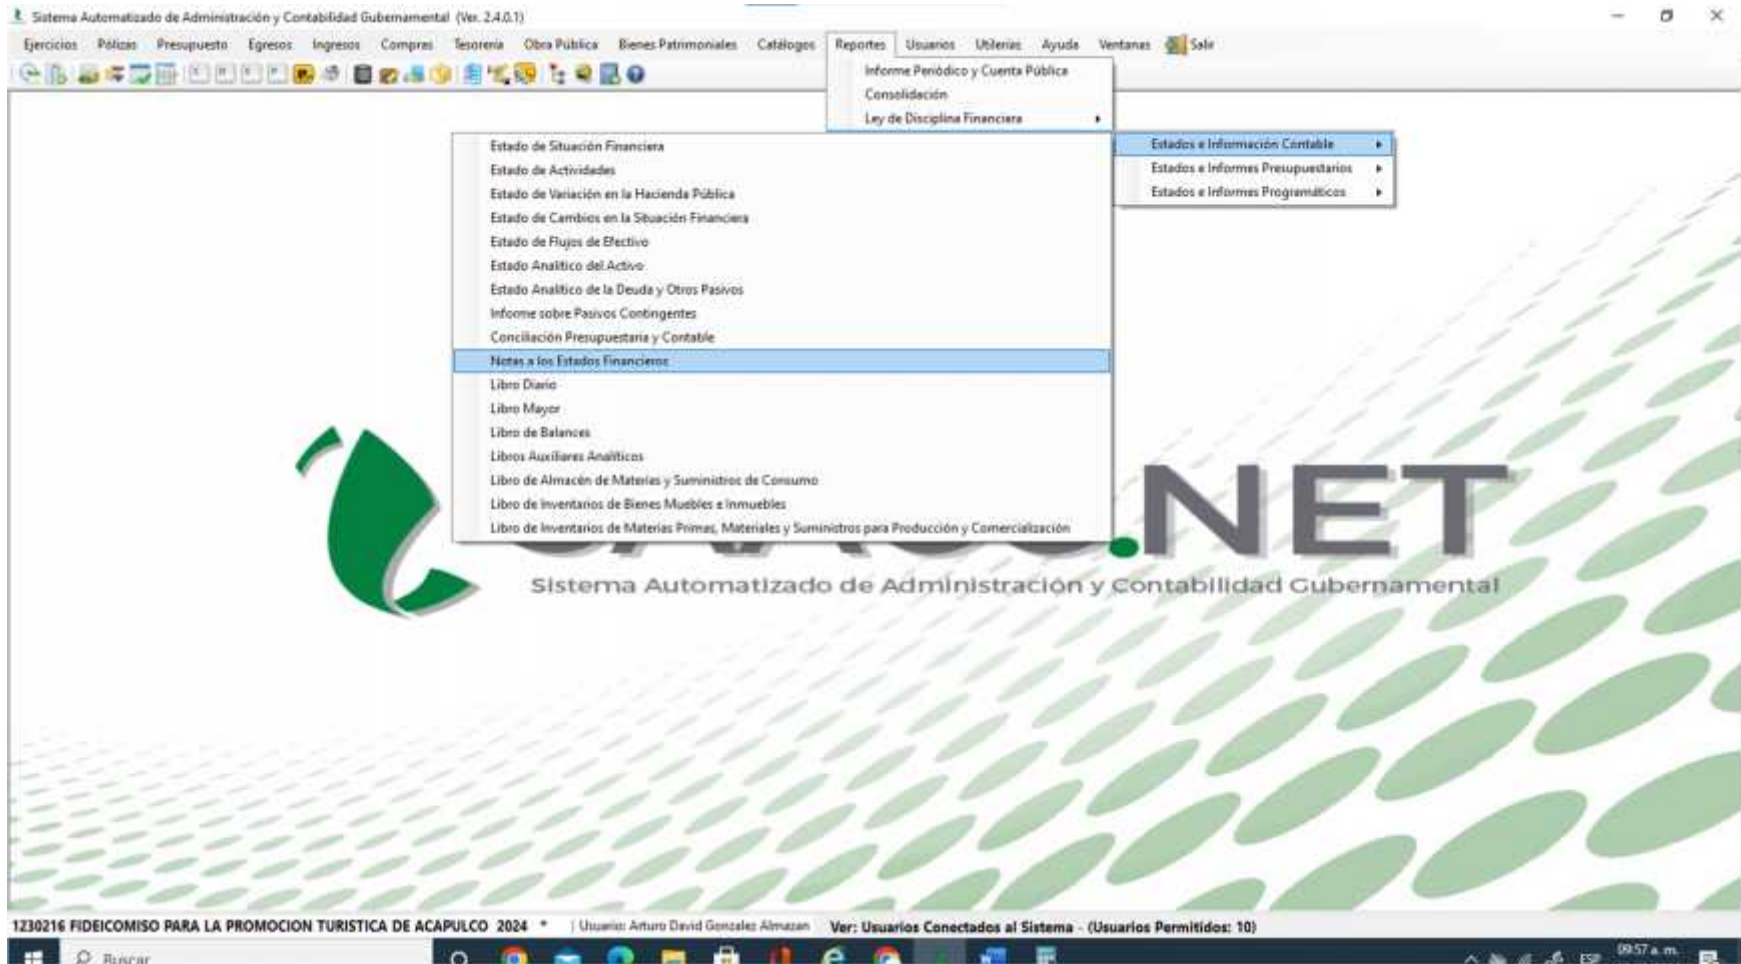 Sistema Automatizado de Administración y Contabilidad Gubernamental (Ver. 2.4.0.1)
Ejercicios Pólizas Presupuesto Egresos Ingresos Compras Tesorería Obra Pública Bienes Patrimoniales Catálogos Reportes Usuarios Utilerías Ayuda Ventanas Salir
Informe Periódico y Cuenta Pública
Consolidación
Ley de Disciplina Financiera
Estados e Información Contable
Estados e Informes Presupuestarios
Estados e Informes Programáticos
Estado de Situación Financiera
Estado de Actividades
Estado de Variación en la Hacienda Pública
Estado de Cambios en la Situación Financiera
Estado de Flujos de Efectivo
Estado Analítico del Activo
Estado Analítico de la Deuda y Otros Pasivos
Informe sobre Pasivos Contingentes
Conciliación Presupuestaria y Contable
Notas a los Estados Financieros
Libro Diario
Libro Mayor
Libro de Balances
Libros Auxiliares Analíticos
Libro de Almacén de Materias y Suministros de Consumo
Libro de Inventarios de Bienes Muebles e Inmuebles
Libro de Inventarios de Materias Primas, Materiales y Suministros para Producción y Comercialización
.NET
Sistema Automatizado de Administración y Contabilidad Gubernamental
1230216 FIDEICOMISO PARA LA PROMOCION TURISTICA DE ACAPULCO 2024 * | Usuario: Arturo David Gonzalez Almazan Ver: Usuarios Conectados al Sistema - (Usuarios Permitidos: 10)
Buscar ESP 09:57 a. m.